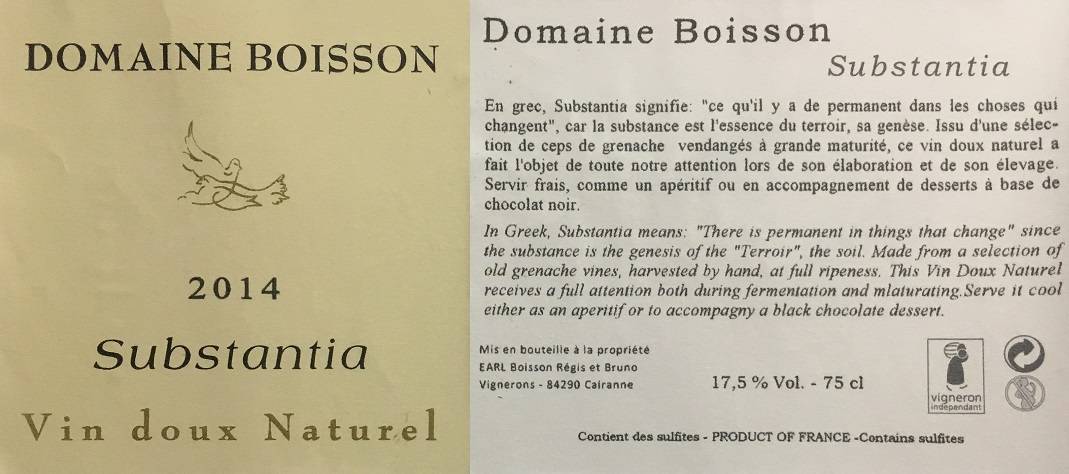 DOMAINE BOISSON
2014
Substantia
Vin doux Naturel
Domaine Boisson
Substantia
En grec, Substantia signifie: "ce qu'il y a de permanent dans les choses qui
changent", car la substance est l'essence du terroir, sa genèse. Issu d'une sélec-
tion de ceps de grenache vendangés à grande maturité, ce vin doux naturel a
fait l'objet de toute notre attention lors de son élaboration et de son élevage.
Servir frais, comme un apéritif ou en accompagnement de desserts à base de
chocolat noir.
In Greek, Substantia means: "There is permanent in things that change" since
the substance is the genesis of the "Terroir", the soil. Made from a selection of
old grenache vines, harvested by hand, at full ripeness. This Vin Doux Naturel
receives a full attention both during fermentation and mlaturating.Serve it cool
either as an aperitif or to accompagny a black chocolate dessert.
Mis en bouteille à la propriété
EARL Boisson Régis et Bruno
Vignerons - 84290 Cairanne
17,5 % Vol. - 75 cl
vigneron
indépendant
Contient des sulfites - PRODUCT OF FRANCE -Contains sulfites